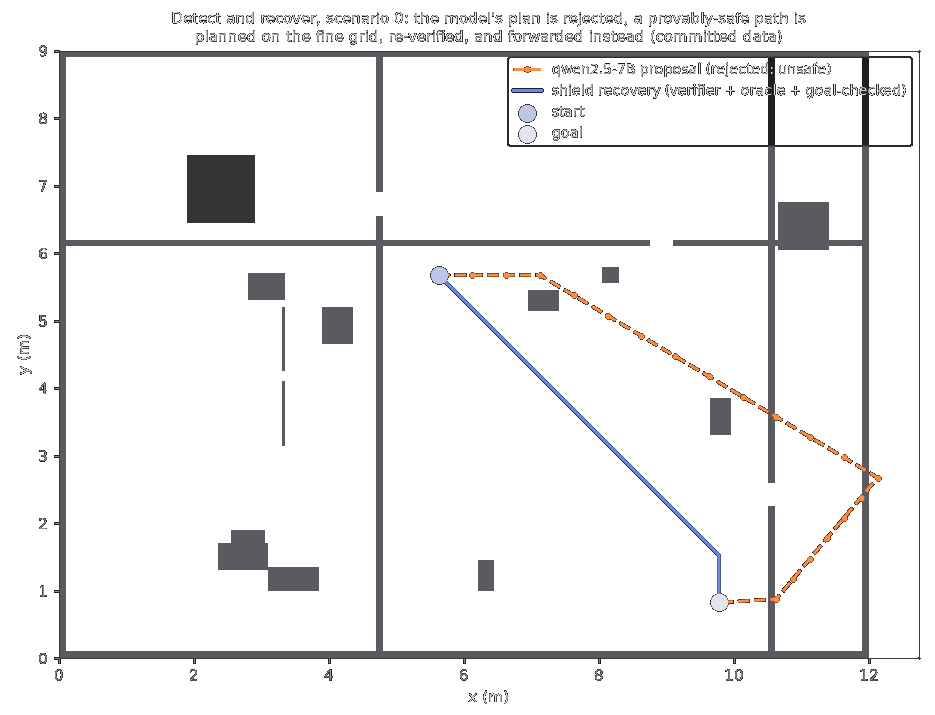 Detect and recover, scenario 0: the model's plan is rejected, a provably-safe path is
planned on the fine grid, re-verified, and forwarded instead (committed data)
qwen2.5-7B proposal (rejected: unsafe)
shield recovery (verifier + oracle + goal-checked)
start
goal
9
8
7
6
5
4
3
2
1
0
y (m)
0 2 4 6 8 10 12
x (m)